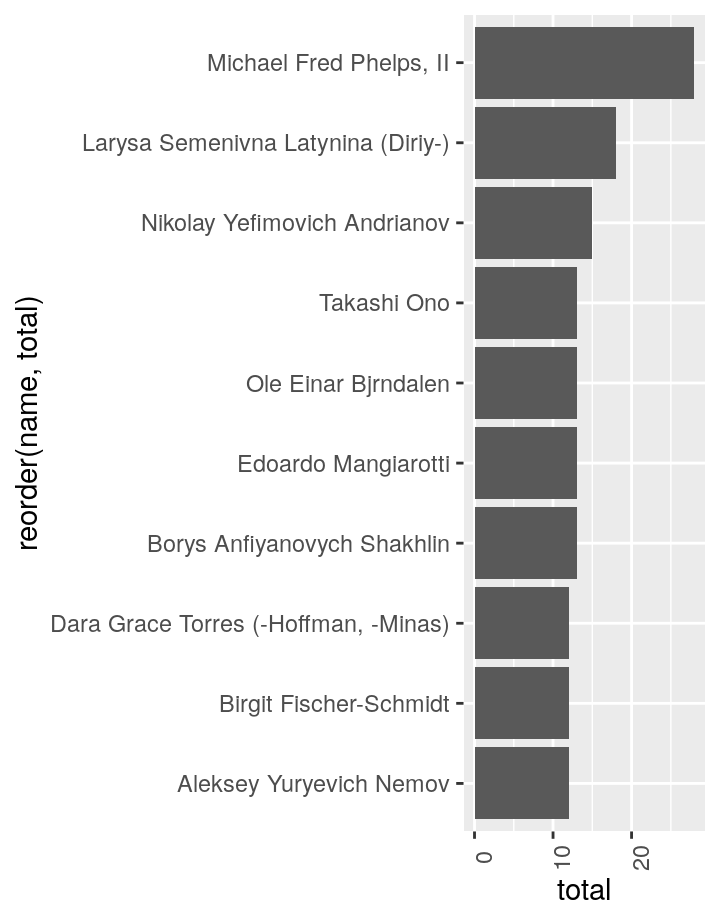 Michael Fred Phelps, II
Larysa Semenivna Latynina (Diriy-)
Nikolay Yefimovich Andrianov
Takashi Ono
Ole Einar Bjrndalen
Edoardo Mangiarotti
Borys Anfiyanovych Shakhlin
Dara Grace Torres (-Hoffman, -Minas)
Birgit Fischer-Schmidt
Aleksey Yuryevich Nemov
reorder(name, total)
0
10
20
total